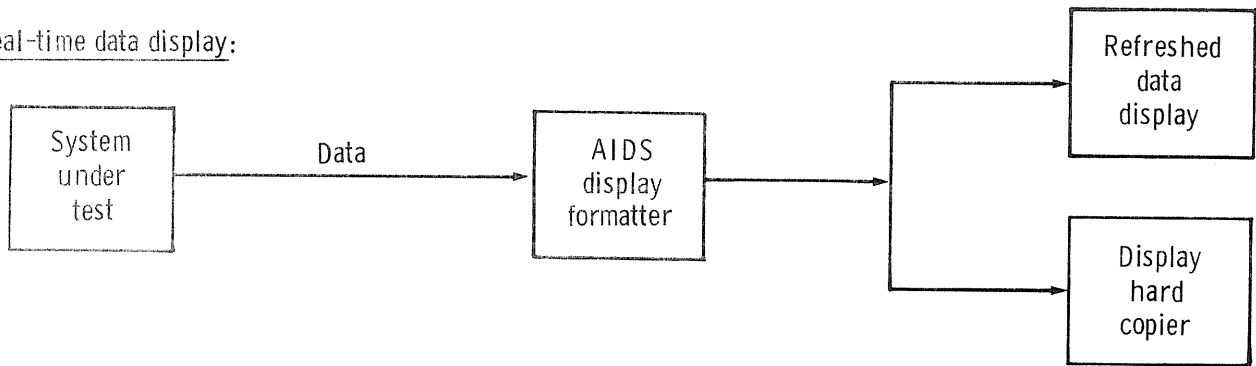 eal-time data display:
System
under
test
Data
AIDS
display
formatter
Refreshed
data
display
Display
hard
copier